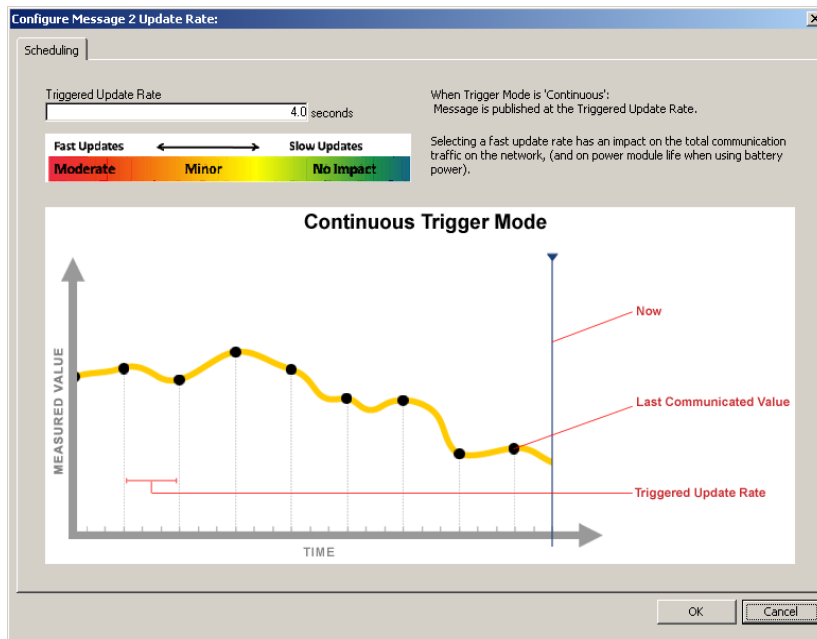 Configure Message 2 Update Rate:
Scheduling
Triggered Update Rate
4.0 seconds
When Trigger Mode is 'Continuous':
Message is published at the Triggered Update Rate.
Selecting a fast update rate has an impact on the total communication
traffic on the network, (and on power module life when using battery
power).
Fast Updates Slow Updates
Moderate Minor No Impact
Continuous Trigger Mode
MEASURED VALUE
Now
Last Communicated Value
Triggered Update Rate
TIME
OK Cancel